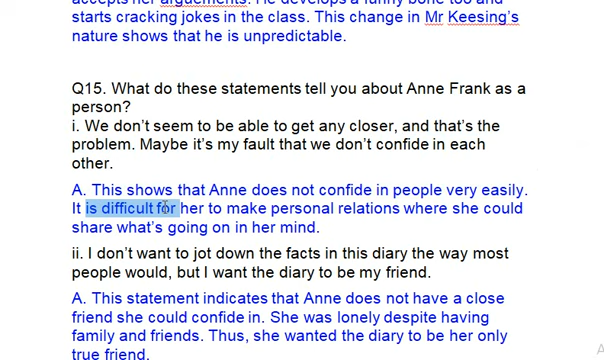 accepts her arguements. He develops a funny bone too and
starts cracking jokes in the class. This change in Mr Keesing's
nature shows that he is unpredictable.
Q15. What do these statements tell you about Anne Frank as a
person?
i. We don't seem to be able to get any closer, and that's the
problem. Maybe it's my fault that we don't confide in each
other.
A. This shows that Anne does not confide in people very easily.
It is difficult for her to make personal relations where she could
share what's going on in her mind.
ii. I don't want to jot down the facts in this diary the way most
people would, but I want the diary to be my friend.
A. This statement indicates that Anne does not have a close
friend she could confide in. She was lonely despite having
family and friends. Thus, she wanted the diary to be her only
true friend.